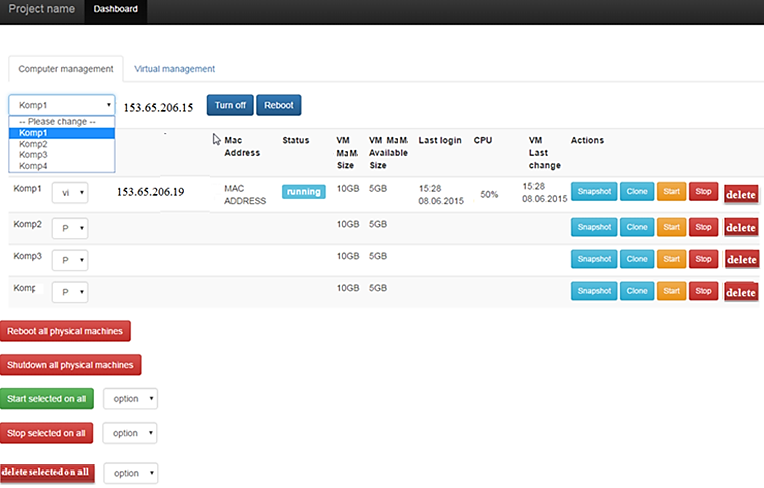 Project name Dashboard
Computer management Virtual management
Komp1 153.65.206.15 Turn off Reboot
-- Please change --
Komp1
Komp2
Komp3
Komp4
Mac Address Status VM MaM. Size VM MaM. Available Size Last login CPU VM Last change Actions
Komp1 vi 153.65.206.19 MAC ADDRESS running 10GB 5GB 15:28 08.06.2015 50% 15:28 08.06.2015 Snapshot Clone Start Stop delete
Komp2 P 10GB 5GB Snapshot Clone Start Stop delete
Komp3 P 10GB 5GB Snapshot Clone Start Stop delete
Komp P 10GB 5GB Snapshot Clone Start Stop delete
Reboot all physical machines
Shutdown all physical machines
Start selected on all option
Stop selected on all option
delete selected on all option